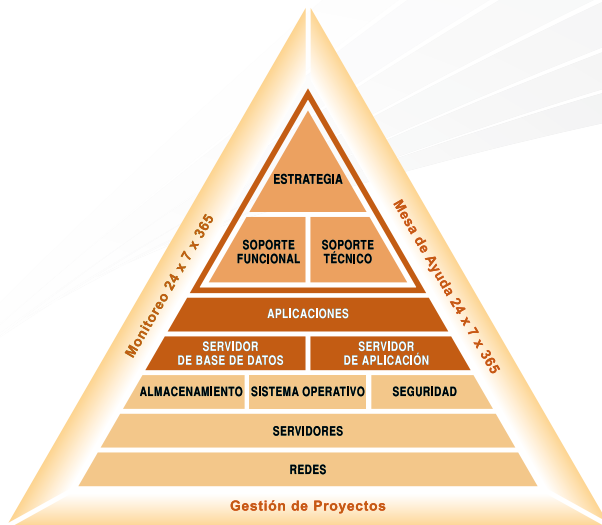 ESTRATEGIA
SOPORTE
FUNCIONAL
SOPORTE
TÉCNICO
APLICACIONES
SERVIDOR
DE BASE DE DATOS
SERVIDOR
DE APLICACIÓN
ALMACENAMIENTO
SISTEMA OPERATIVO
SEGURIDAD
SERVIDORES
REDES
Monitoreo 24 x 7 x 365
Mesa de Ayuda 24 x 7 x 365
Gestión de Proyectos